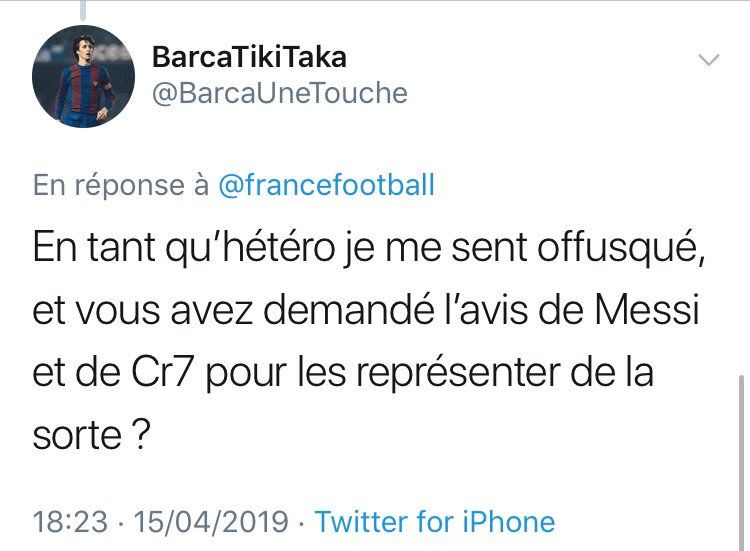 BarcaTikiTaka
@BarcaUneTouche
En réponse à @francefootball
En tant qu'hétéro je me sent offusqué,
et vous avez demandé l'avis de Messi
et de Cr7 pour les représenter de la
sorte ?
18:23 · 15/04/2019 · Twitter for iPhone